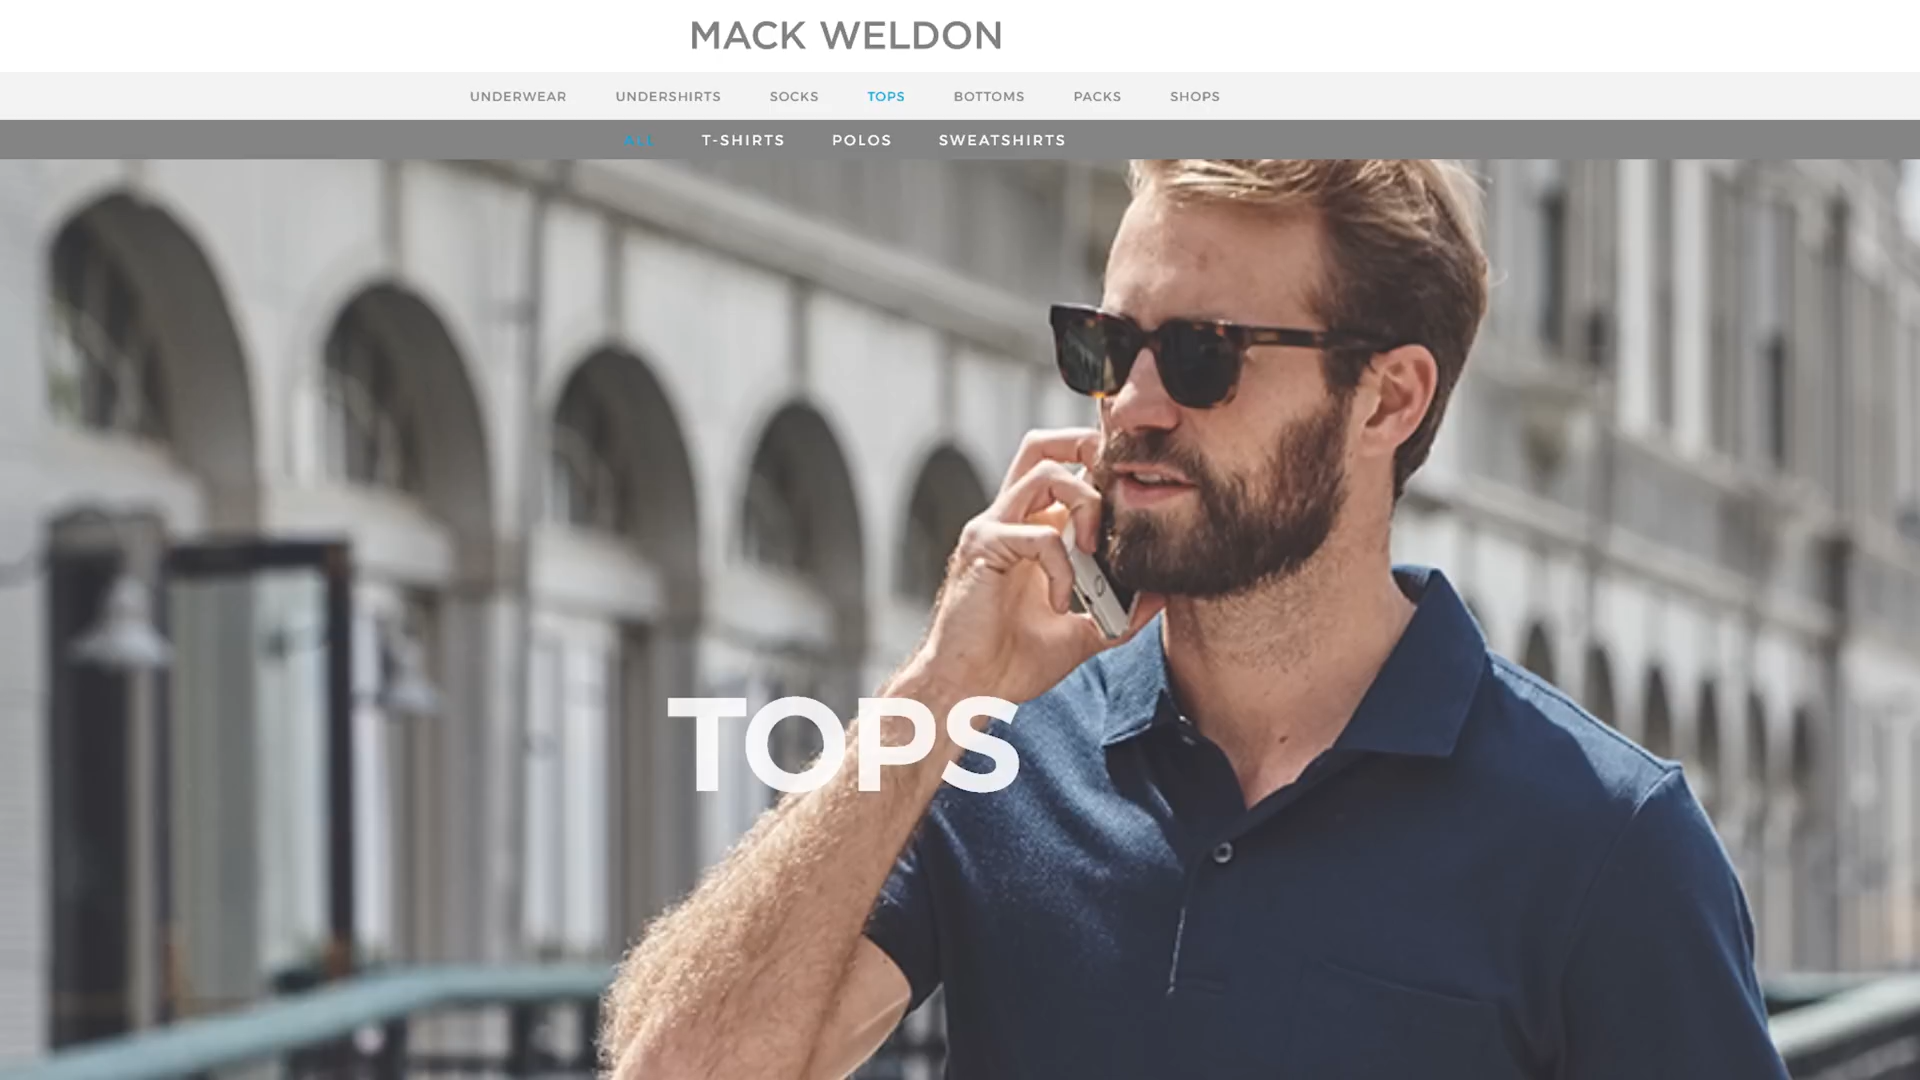 MACK WELDON
UNDERWEAR UNDERSHIRTS SOCKS TOPS BOTTOMS PACKS SHOPS
ALL T-SHIRTS POLOS SWEATSHIRTS
TOPS